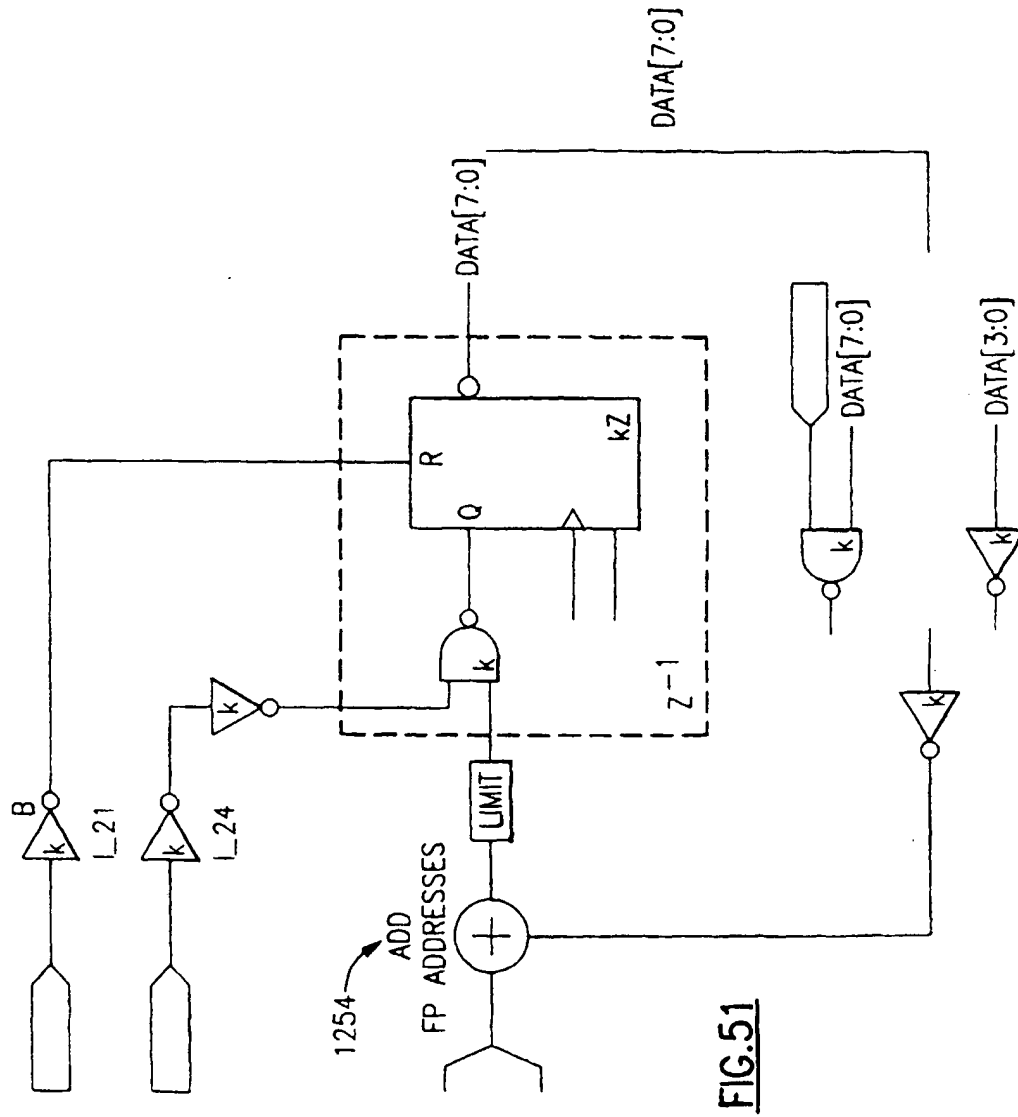 B
k
I_21
k
I_24
k
1254
ADD
FP ADDRESSES
+
LIMIT
k
Z-1
Q
R
kZ
DATA[7:0]
DATA[7:0]
k
DATA[7:0]
k
DATA[3:0]
k
FIG.51